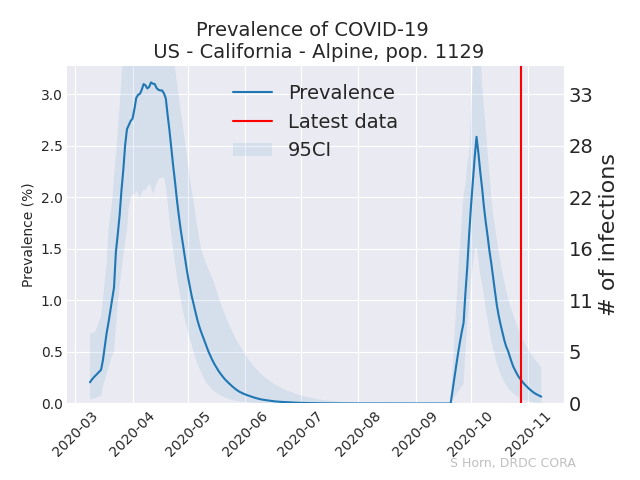 Prevalence of COVID-19
US - California - Alpine, pop. 1129
Prevalence
Latest data
95CI
Prevalence (%)
3.0
2.5
2.0
1.5
1.0
0.5
0.0
33
28
22
16
11
5
0
# of infections
2020-03
2020-04
2020-05
2020-06
2020-07
2020-08
2020-09
2020-10
2020-11
S Horn, DRDC CORA